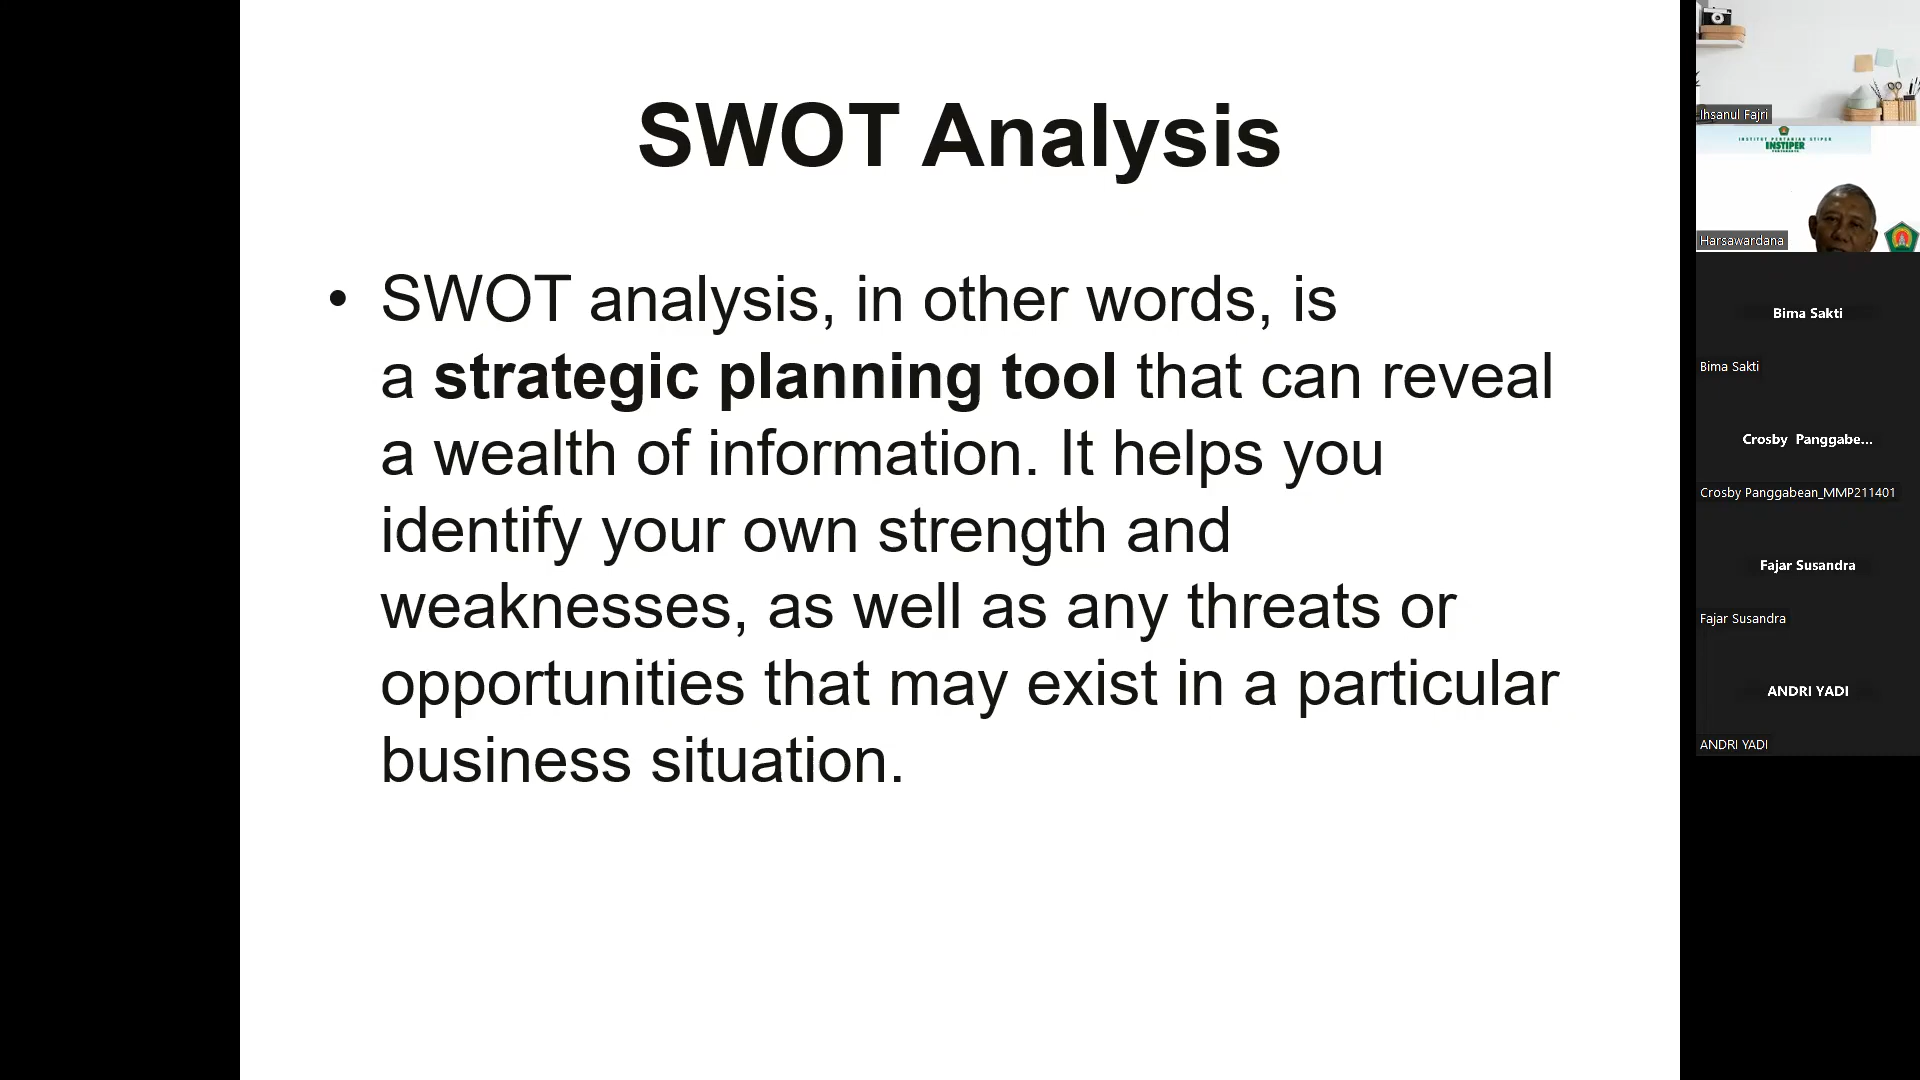 SWOT Analysis
• SWOT analysis, in other words, is
a strategic planning tool that can reveal
a wealth of information. It helps you
identify your own strength and
weaknesses, as well as any threats or
opportunities that may exist in a particular
business situation.
Ihsanul Fajri
INSTITUT PERTANIAN STIPER
INSTIPER
Harsawardana
Bima Sakti
Bima Sakti
Crosby Panggabe...
Crosby Panggabean_MMP211401
Fajar Susandra
Fajar Susandra
ANDRI YADI
ANDRI YADI